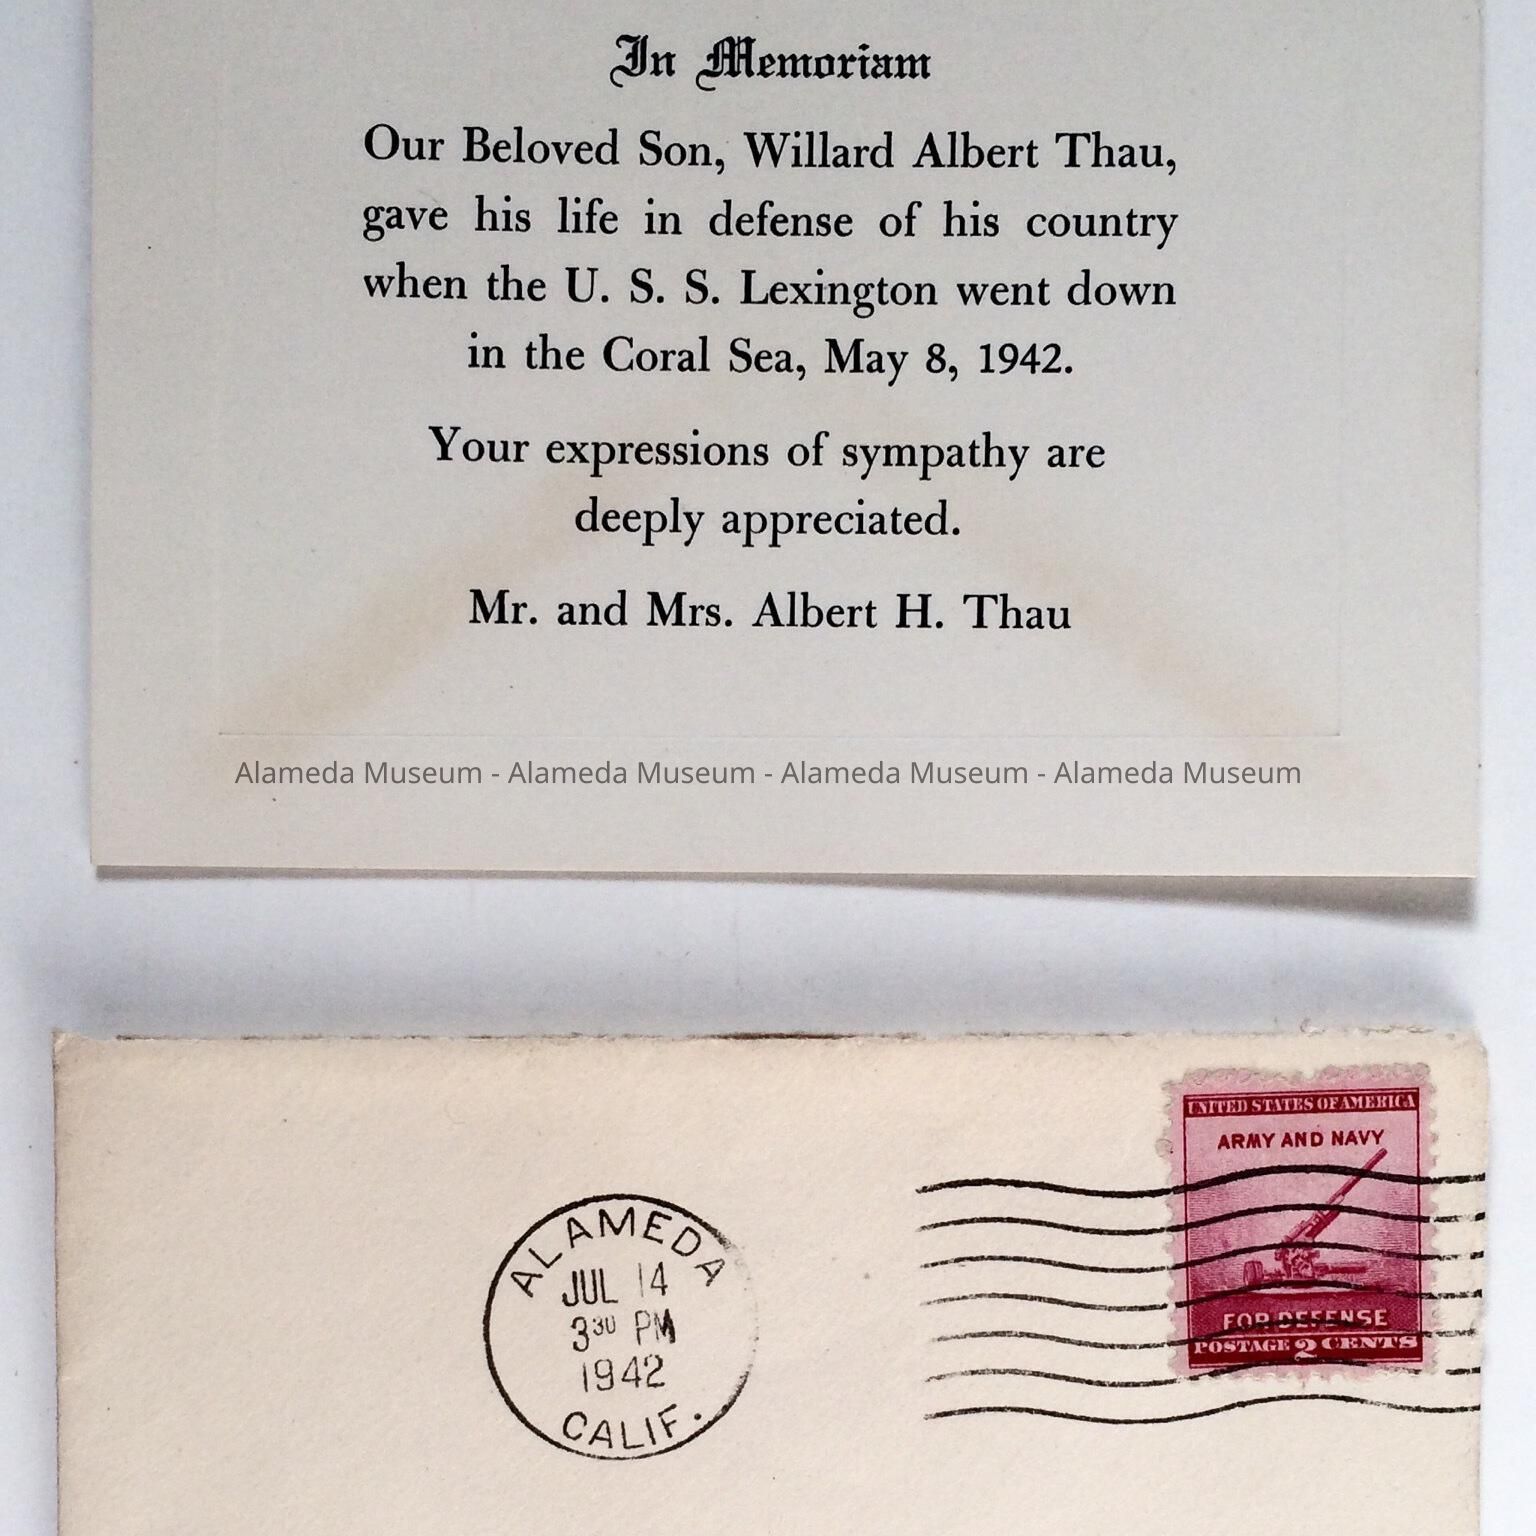 In Memoriam
Our Beloved Son, Willard Albert Thau,
gave his life in defense of his country
when the U. S. S. Lexington went down
in the Coral Sea, May 8, 1942.
Your expressions of sympathy are
deeply appreciated.
Mr. and Mrs. Albert H. Thau
Alameda Museum - Alameda Museum - Alameda Museum - Alameda Museum
ALAMEDA
JUL 14
3 30 PM
1942
CALIF.
UNITED STATES OF AMERICA
ARMY AND NAVY
FOR DEFENSE
POSTAGE 2 CENTS